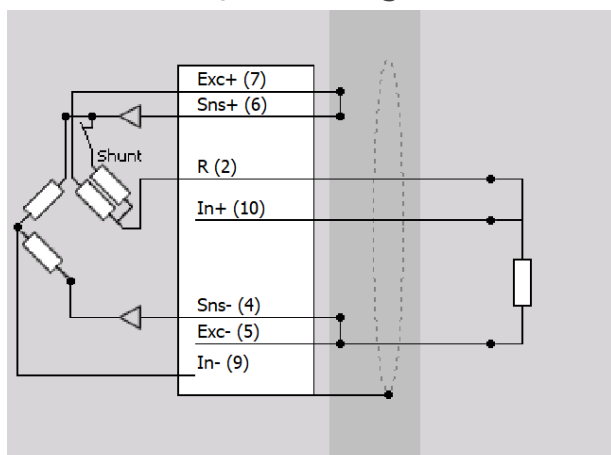 Exc+ (7)
Sns+ (6)
Shunt
R (2)
In+ (10)
Sns- (4)
Exc- (5)
In- (9)